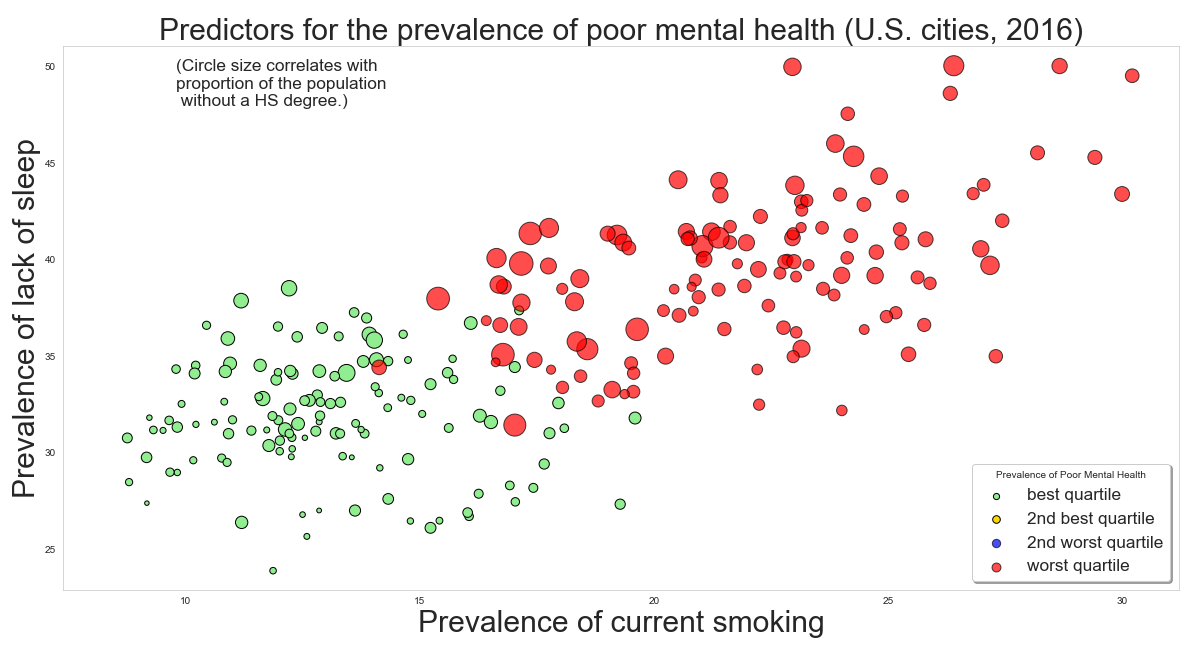 Predictors for the prevalence of poor mental health (U.S. cities, 2016)
(Circle size correlates with
proportion of the population
without a HS degree.)
Prevalence of lack of sleep
50
45
40
35
30
25
10
15
20
25
30
Prevalence of current smoking
Prevalence of Poor Mental Health
best quartile
2nd best quartile
2nd worst quartile
worst quartile